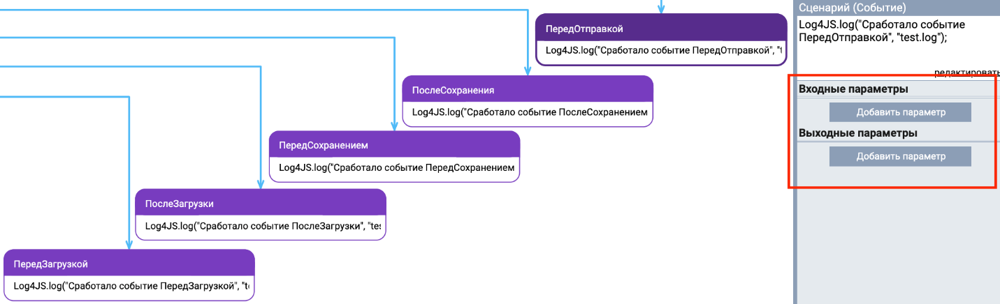 ПередОтправкой
Log4JS.log("Сработало событие ПередОтправкой", "t
ПослеСохранения
Log4JS.log("Сработало событие ПослеСохранением
ПередСохранением
Log4JS.log("Сработало событие ПередСохранением
ПослеЗагрузки
Log4JS.log("Сработало событие ПослеЗагрузки", "tes
ПередЗагрузкой
Log4JS.log("Сработало событие ПередЗагрузкой", "te
Сценарий (Событие)
Log4JS.log("Сработало событие
ПередОтправкой", "test.log");
редактировать
Входные параметры
Добавить параметр
Выходные параметры
Добавить параметр